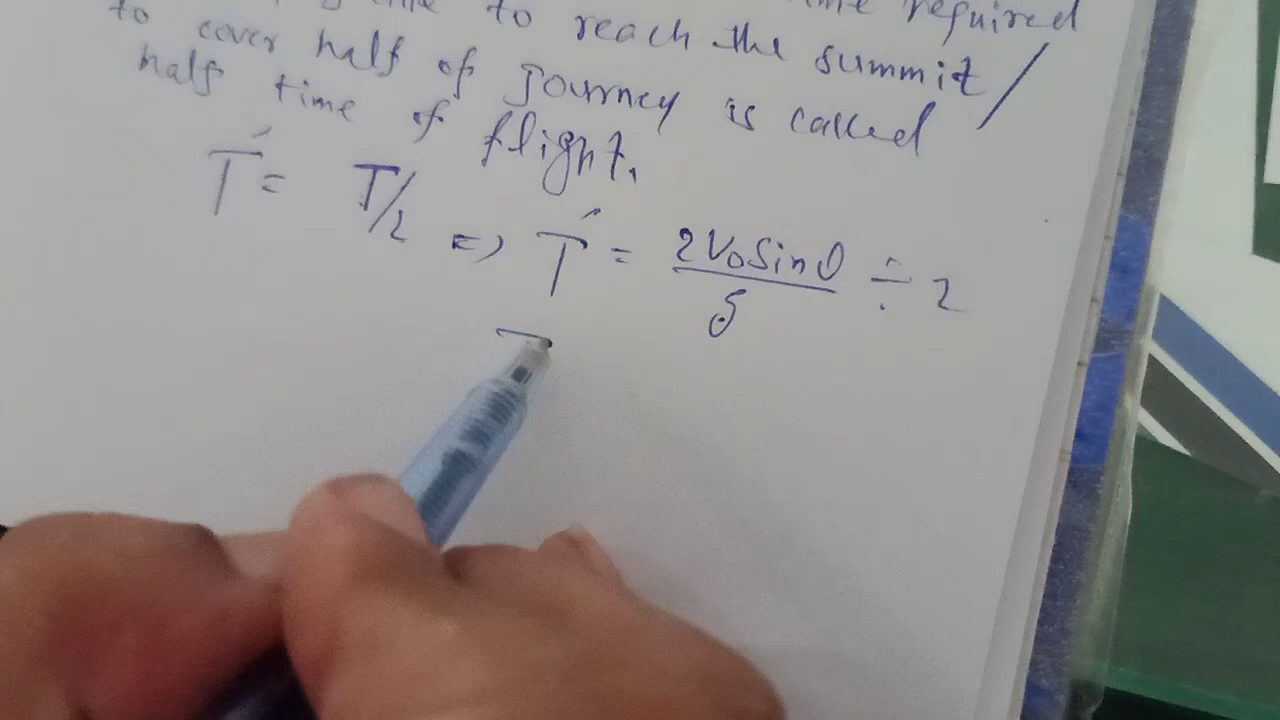 to reach the required
to cover half of journey is called summit/
half time of flight.
T́ = T/2 => T́ = 2V₀Sinθ/g ÷ 2